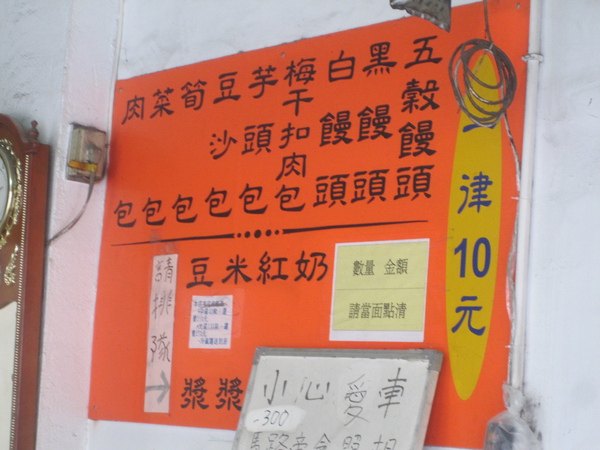 一律10元
五穀饅頭
黑饅頭
白饅頭
梅干扣肉包
芋頭包
豆沙包
筍包
菜包
肉包
奶
紅
米漿
豆漿
數量 金額
請當面點清
請排隊→
小心愛車
-300